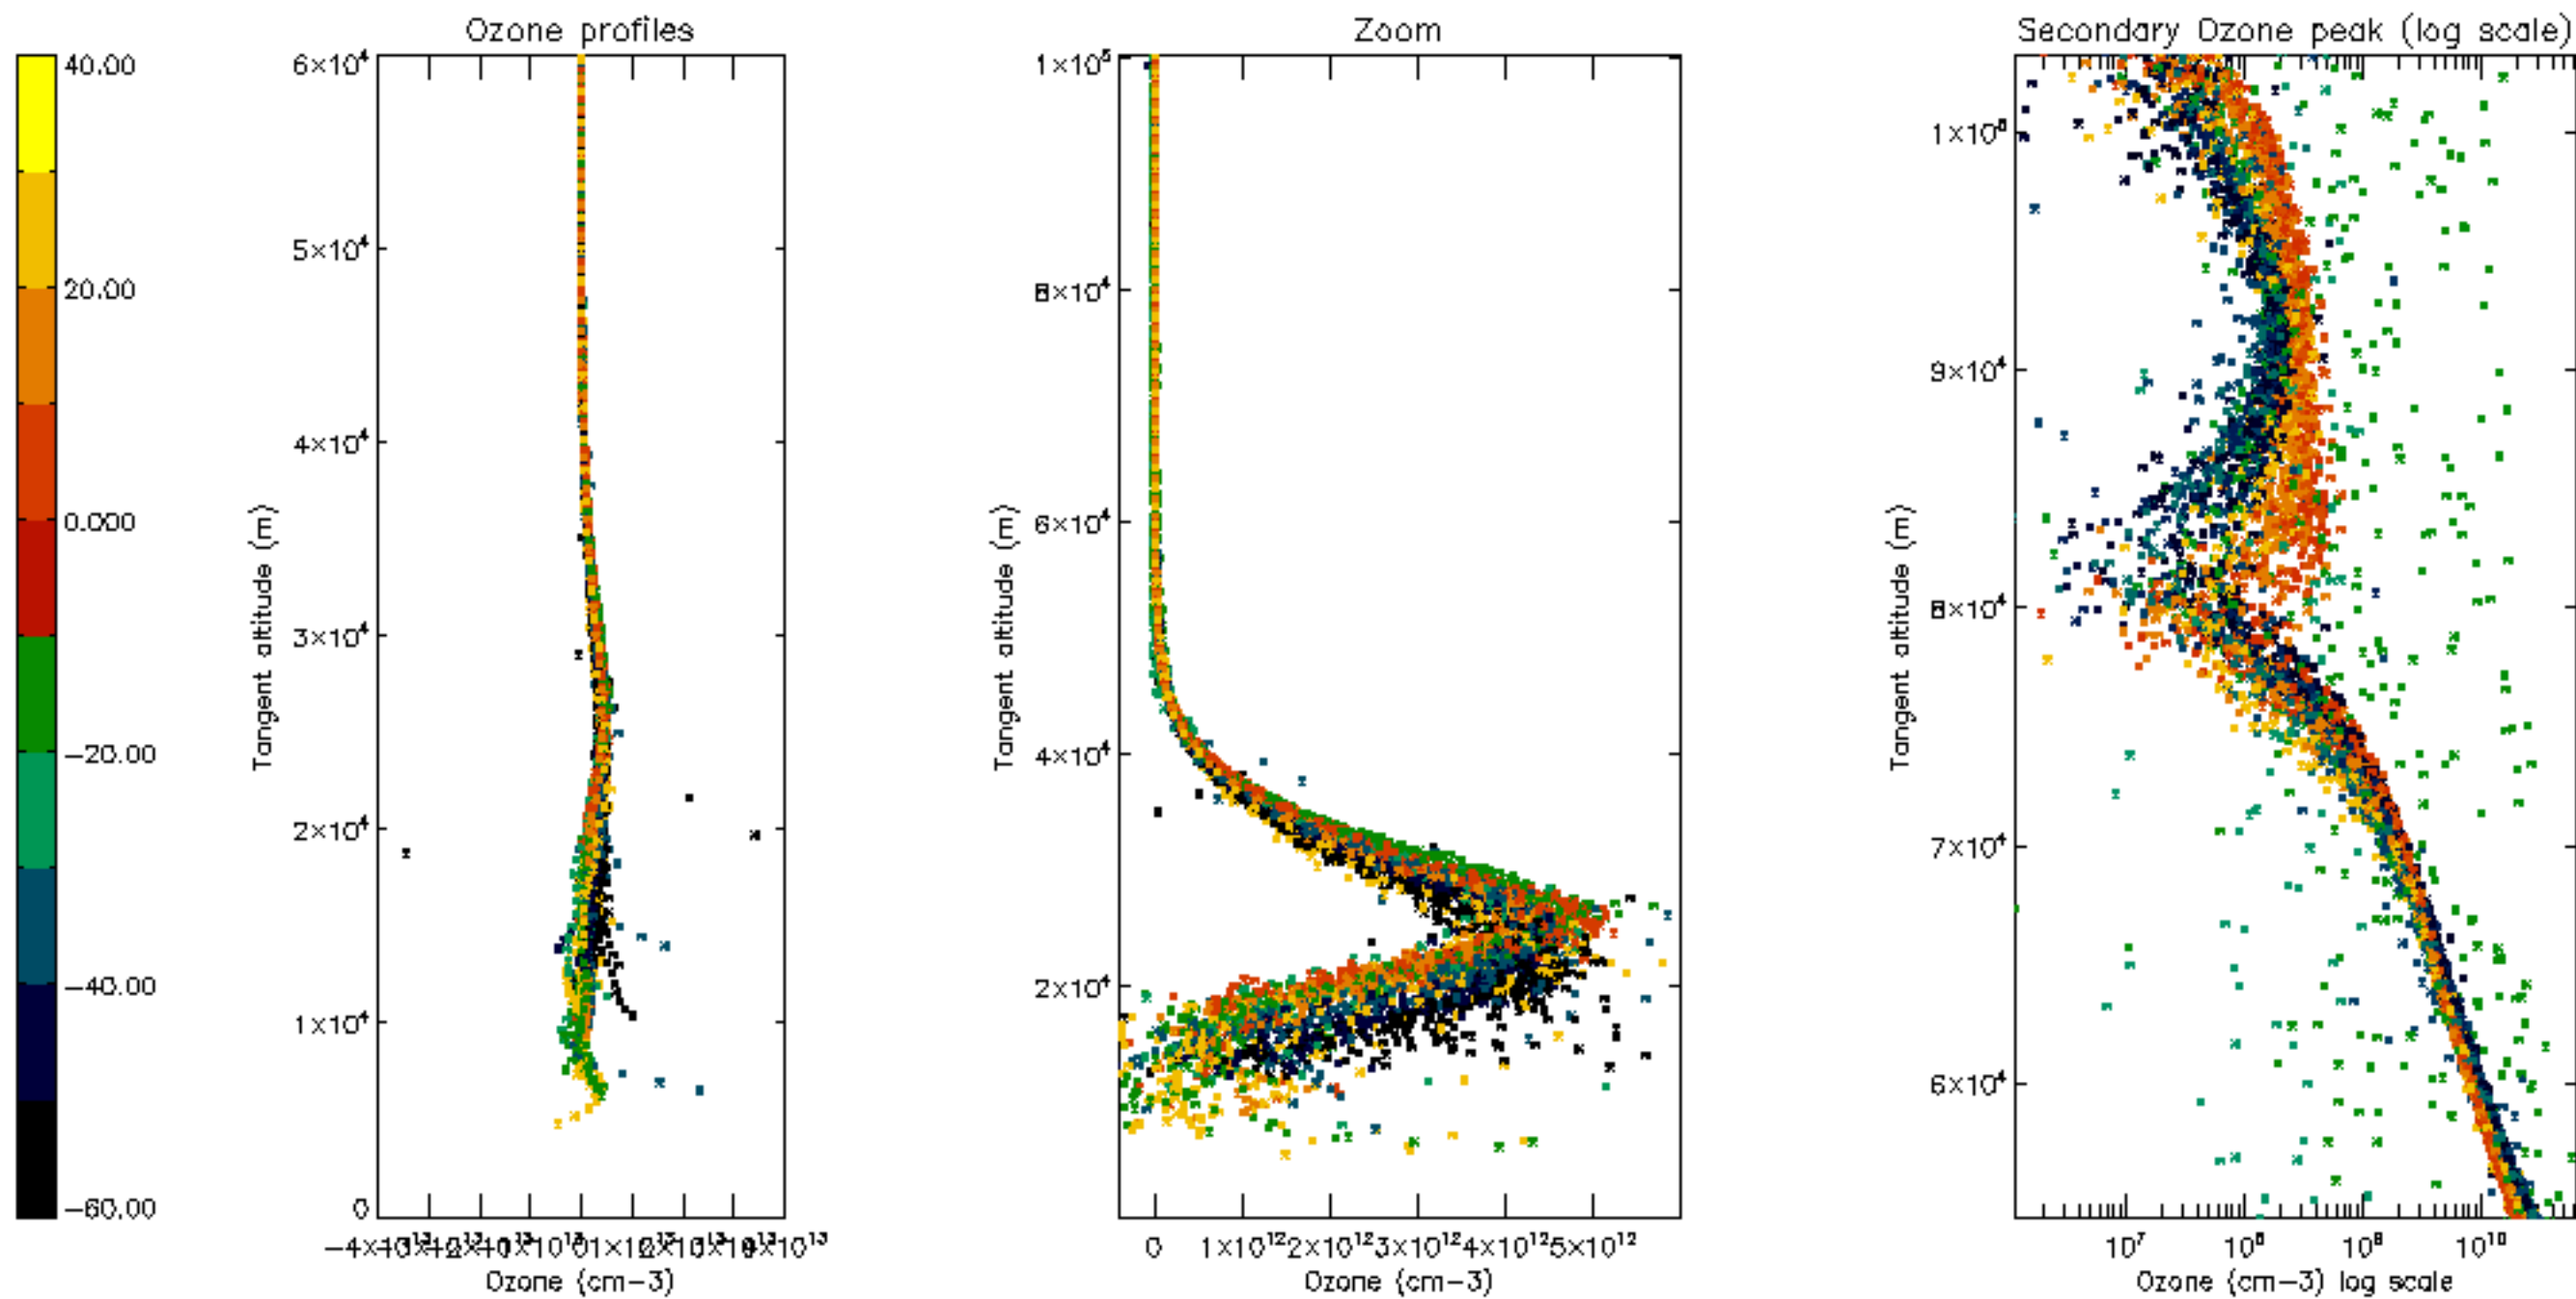 Ozone profiles
Zoom
Secondary Ozone peak (log scale)
40.00
20.00
0.000
−20.00
−40.00
−60.00
6×10⁴
5×10⁴
4×10⁴
3×10⁴
2×10⁴
1×10⁴
0
Tangent altitude (m)
Ozone (cm−3)
1×10⁵
8×10⁴
6×10⁴
4×10⁴
2×10⁴
Tangent altitude (m)
0 1×10¹² 2×10¹² 3×10¹² 4×10¹² 5×10¹²
Ozone (cm−3)
9×10⁴
8×10⁴
7×10⁴
6×10⁴
Tangent altitude (m)
10⁷ 10⁸ 10⁹ 10¹⁰
Ozone (cm−3) log scale